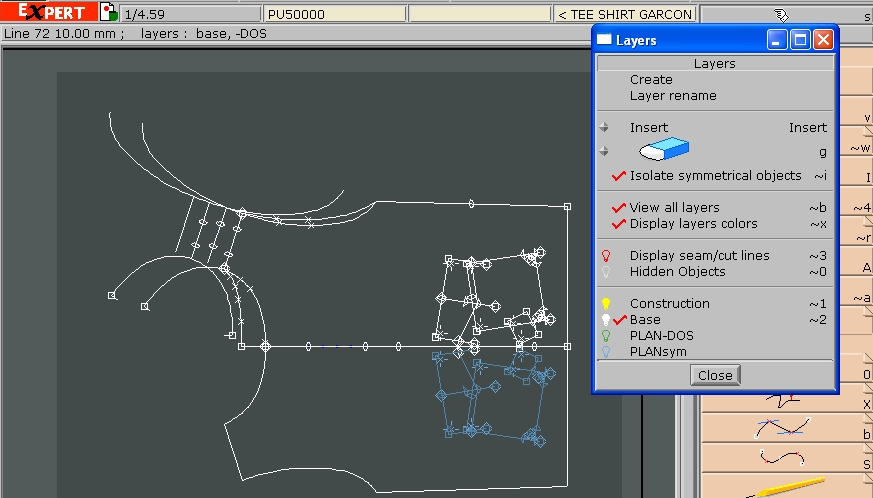 EXPERT 1/4.59 PU50000 < TEE SHIRT GARCON s
Line 72 10.00 mm ; layers : base, -DOS
Layers
Layers
Create
Layer rename
Insert Insert
g
Isolate symmetrical objects ~i
View all layers ~b
Display layers colors ~x
Display seam/cut lines ~3
Hidden Objects ~0
Construction ~1
Base ~2
PLAN-DOS
PLANsym
Close
v
~w
I
~4
~r
A
~a
0
x
b
s